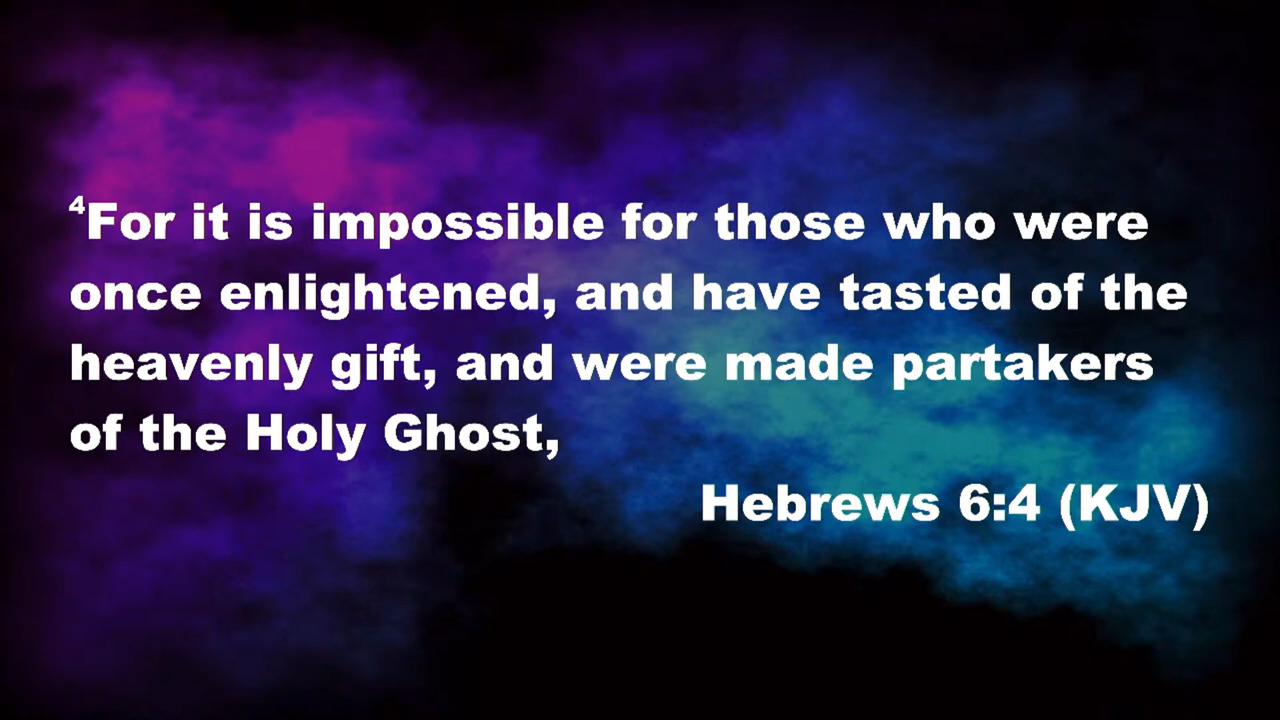 ⁴For it is impossible for those who were
once enlightened, and have tasted of the
heavenly gift, and were made partakers
of the Holy Ghost,
Hebrews 6:4 (KJV)